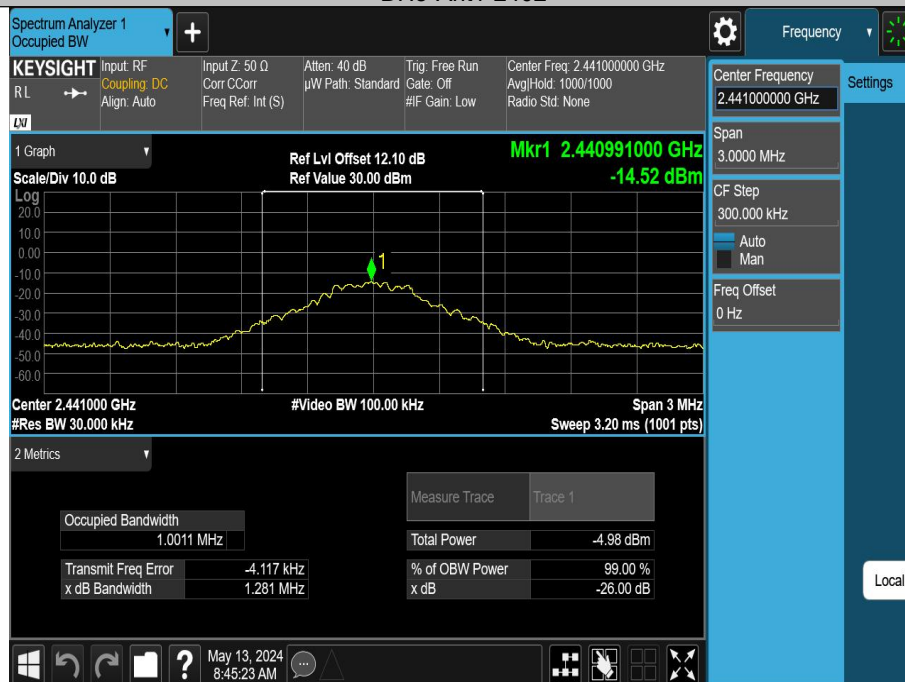 Spectrum Analyzer 1
Occupied BW
+
Frequency
KEYSIGHT
RL
LXI
Input: RF
Coupling: DC
Align: Auto
Input Z: 50 Ω
Corr CCorr
Freq Ref: Int (S)
Atten: 40 dB
µW Path: Standard
Trig: Free Run
Gate: Off
#IF Gain: Low
Center Freq: 2.441000000 GHz
Avg|Hold: 1000/1000
Radio Std: None
Center Frequency
2.441000000 GHz
Settings
Span
3.0000 MHz
CF Step
300.000 kHz
Auto
Man
Freq Offset
0 Hz
Local
1 Graph
Scale/Div 10.0 dB
Log
Ref Lvl Offset 12.10 dB
Ref Value 30.00 dBm
Mkr1 2.440991000 GHz
-14.52 dBm
20.0
10.0
0.00
-10.0
-20.0
-30.0
-40.0
-50.0
-60.0
1
Center 2.441000 GHz
#Res BW 30.000 kHz
#Video BW 100.00 kHz
Span 3 MHz
Sweep 3.20 ms (1001 pts)
2 Metrics
Measure Trace
Trace 1
Occupied Bandwidth
1.0011 MHz
Total Power
-4.98 dBm
Transmit Freq Error
-4.117 kHz
% of OBW Power
99.00 %
x dB Bandwidth
1.281 MHz
x dB
-26.00 dB
?
May 13, 2024
8:45:23 AM